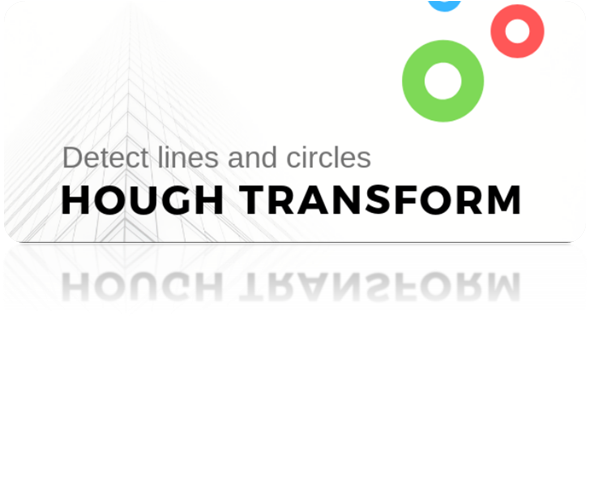 Detect lines and circles
HOUGH TRANSFORM